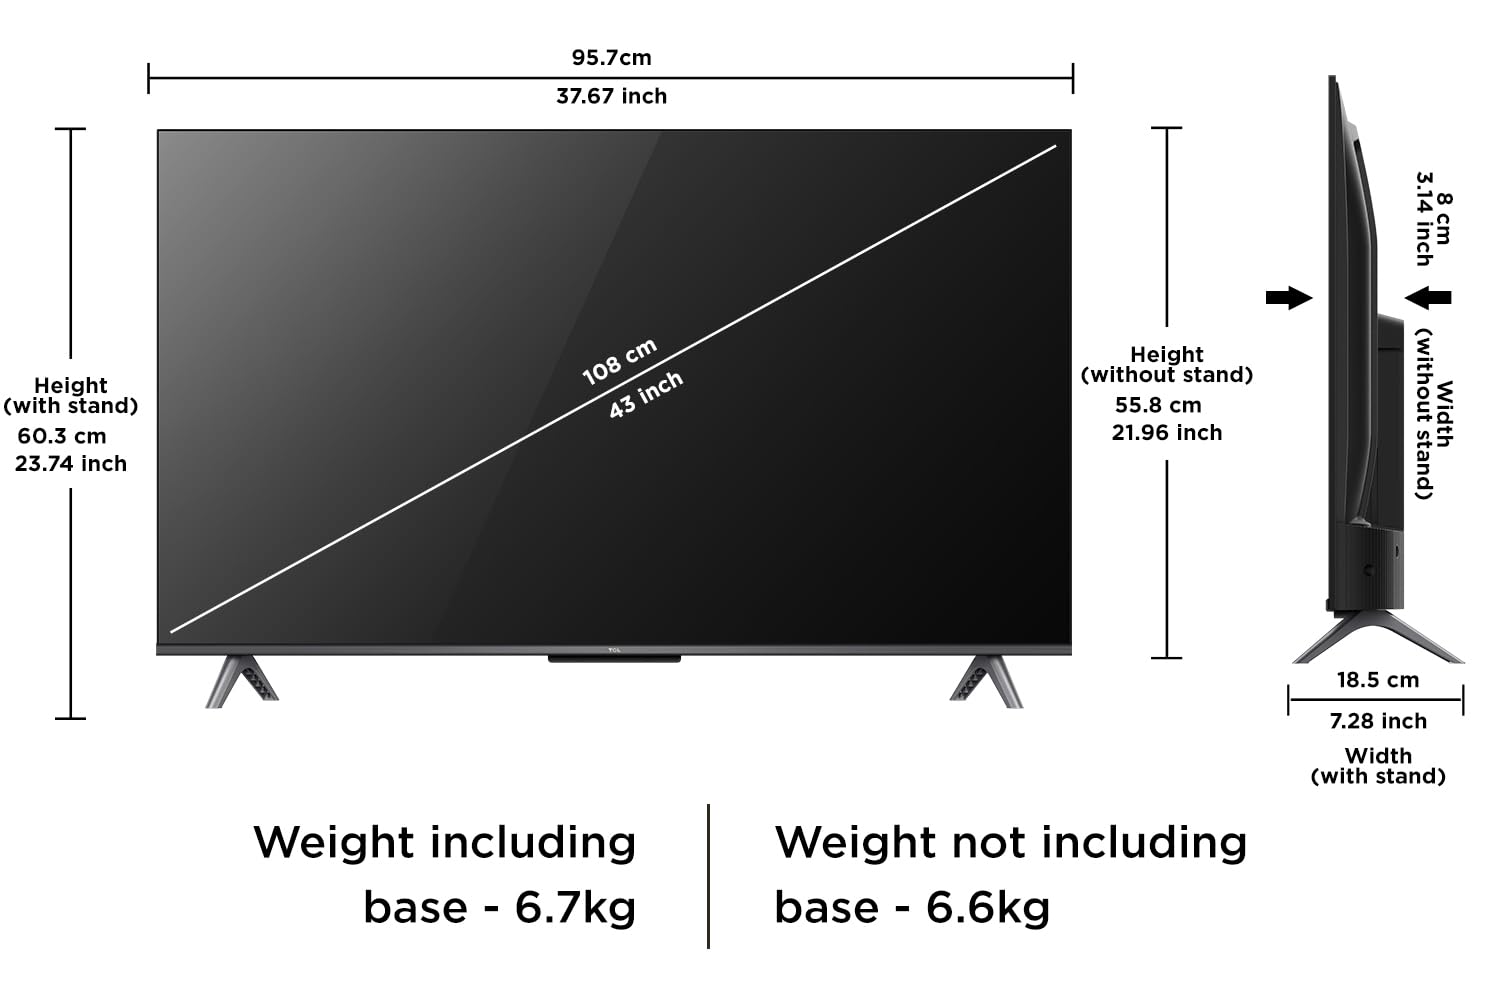 95.7cm
37.67 inch
Height
(with stand)
60.3 cm
23.74 inch
108 cm
43 inch
TCL
Height
(without stand)
55.8 cm
21.96 inch
8 cm
3.14 inch
Width
(without stand)
18.5 cm
7.28 inch
Width
(with stand)
Weight including
base - 6.7kg
Weight not including
base - 6.6kg